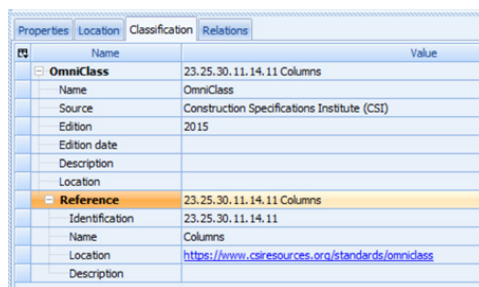 Properties Location Classification Relations
Name Value
OmniClass 23.25.30.11.14.11 Columns
Name OmniClass
Source Construction Specifications Institute (CSI)
Edition 2015
Edition date
Description
Location
Reference 23.25.30.11.14.11 Columns
Identification 23.25.30.11.14.11
Name Columns
Location https://www.csiresources.org/standards/omniclass
Description